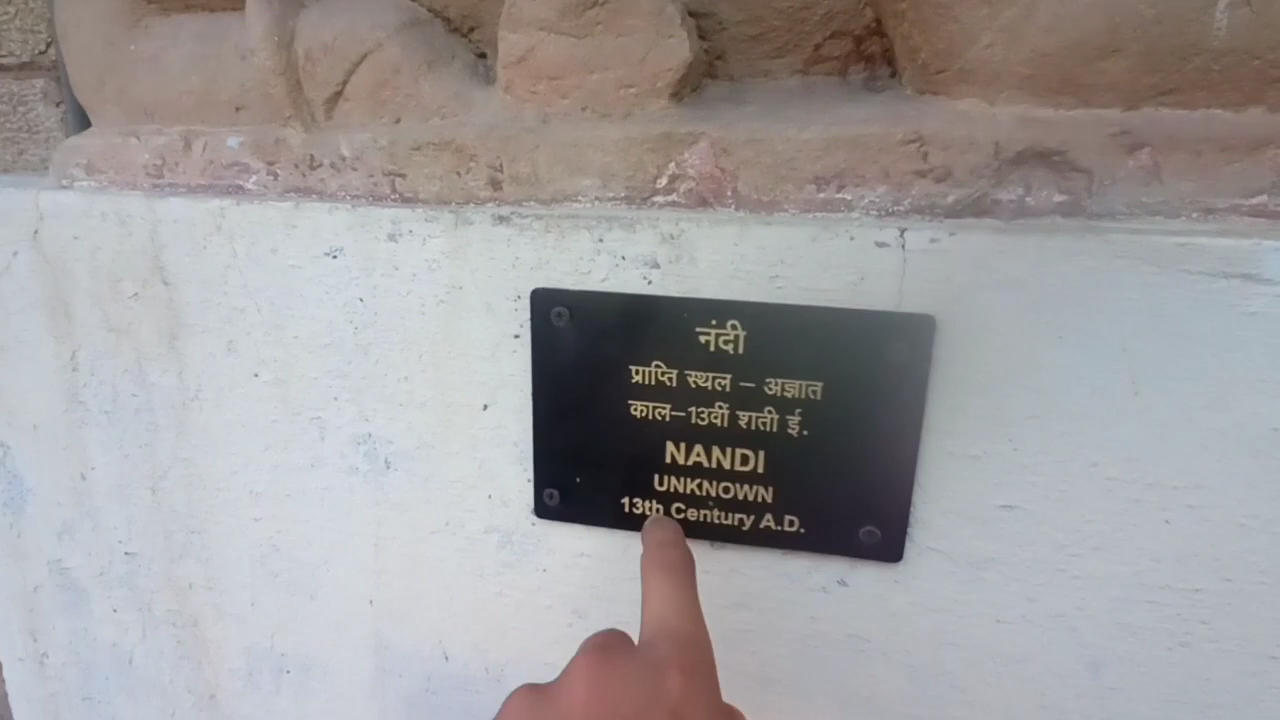 नंदी
प्राप्ति स्थल – अज्ञात
काल–13वीं शती ई.
NANDI
UNKNOWN
13th Century A.D.